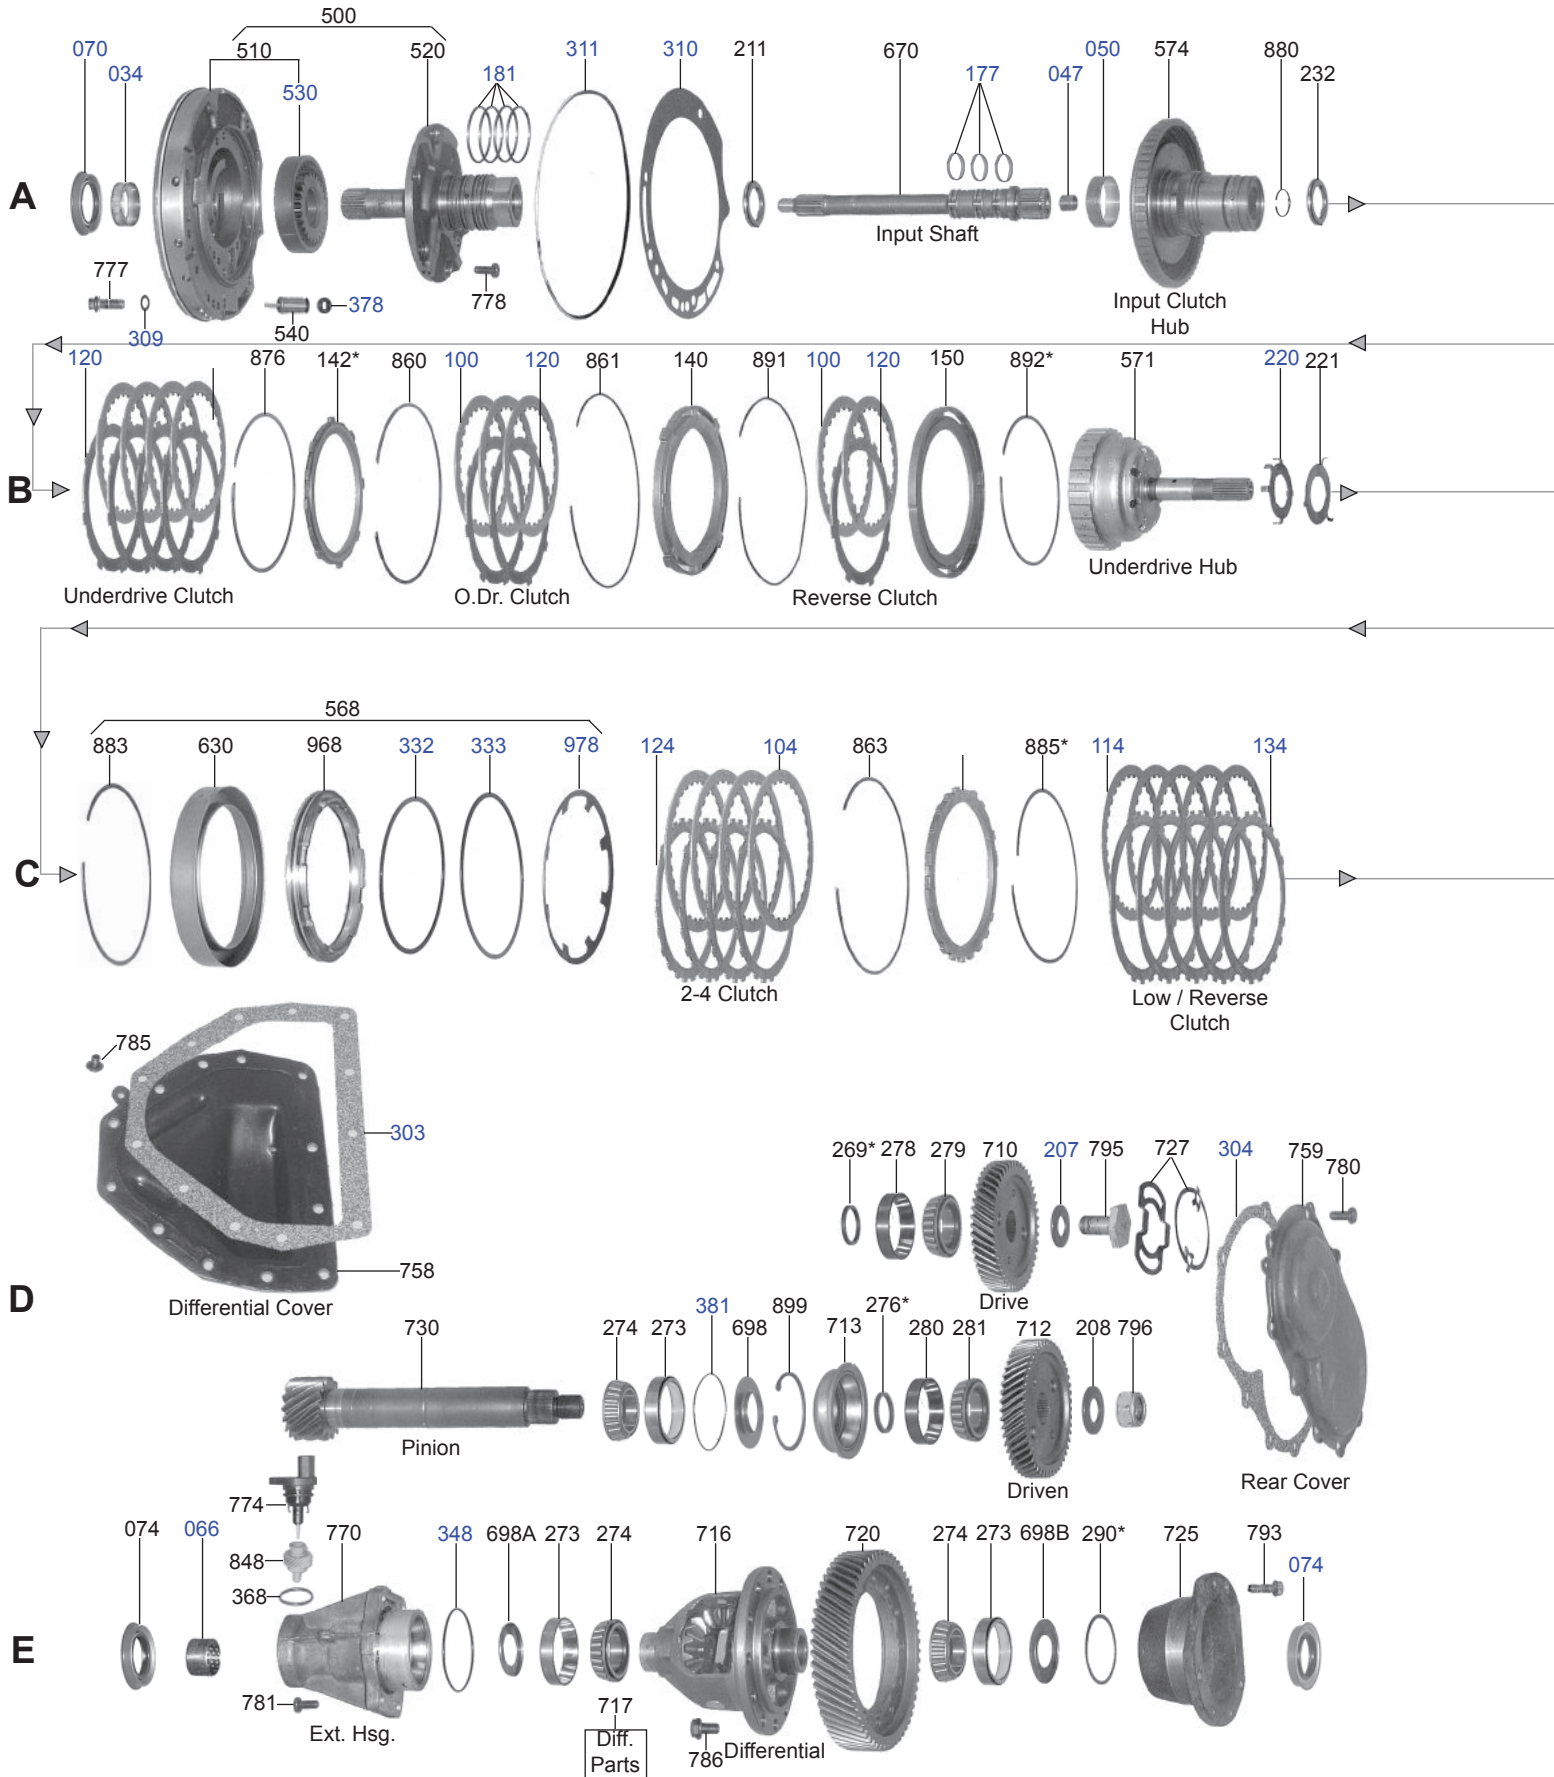 500
070 510 520 311 310 211 670 050 574 880
034 530 181 177 047 232
A
Input Shaft
777 309 540 378 778
Input Clutch
Hub
120 876 142* 860 100 120 861 140 891 100 120 150 892* 571 220 221
B
Underdrive Clutch O.Dr. Clutch Reverse Clutch Underdrive Hub
568
883 630 968 332 333 978 124 104 863 885* 114 134
C
2-4 Clutch
Low / Reverse
Clutch
785
303
758
Differential Cover
269* 278 279 710 207 795 727 304 759 780
D
Drive
730 274 273 381 698 899 713 276* 280 281 712 208 796
Pinion
Driven
Rear Cover
774
848
368
074 066 770 348 698A 273 274 716 720 274 273 698B 290* 725 793 074
E
781
Ext. Hsg.
717
Diff.
Parts
786
Differential